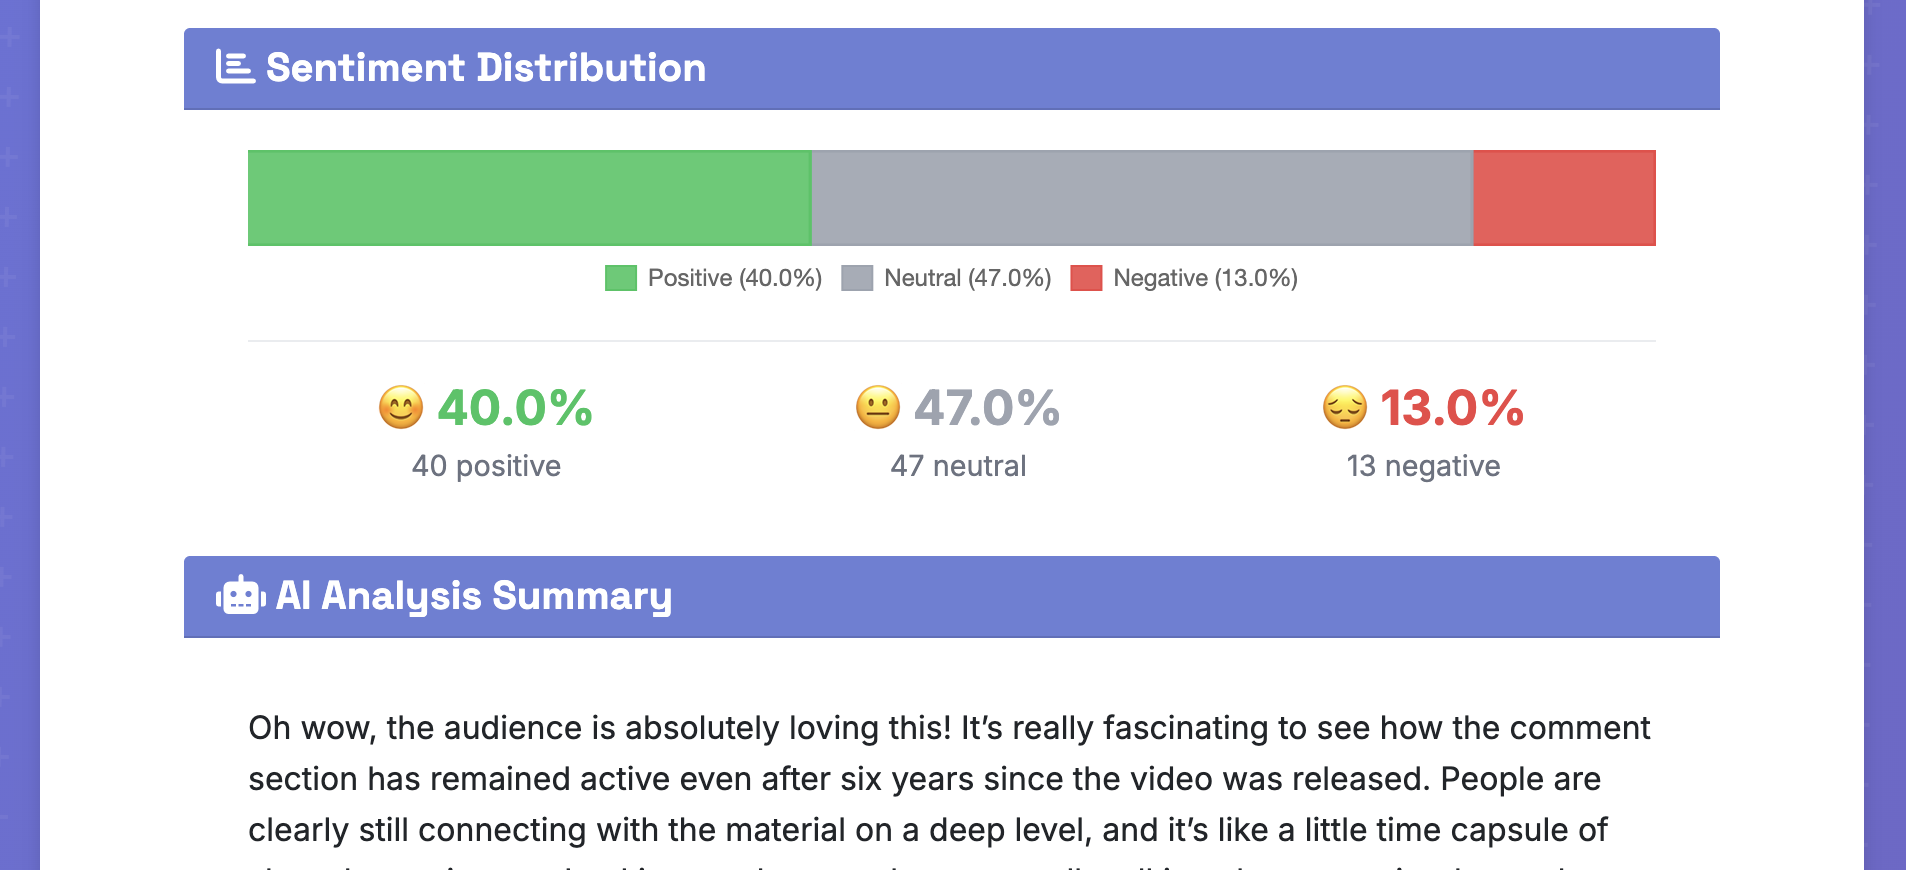 Sentiment Distribution
Positive (40.0%) Neutral (47.0%) Negative (13.0%)
40.0% 47.0% 13.0%
40 positive 47 neutral 13 negative
AI Analysis Summary
Oh wow, the audience is absolutely loving this! It’s really fascinating to see how the comment
section has remained active even after six years since the video was released. People are
clearly still connecting with the material on a deep level, and it’s like a little time capsule of